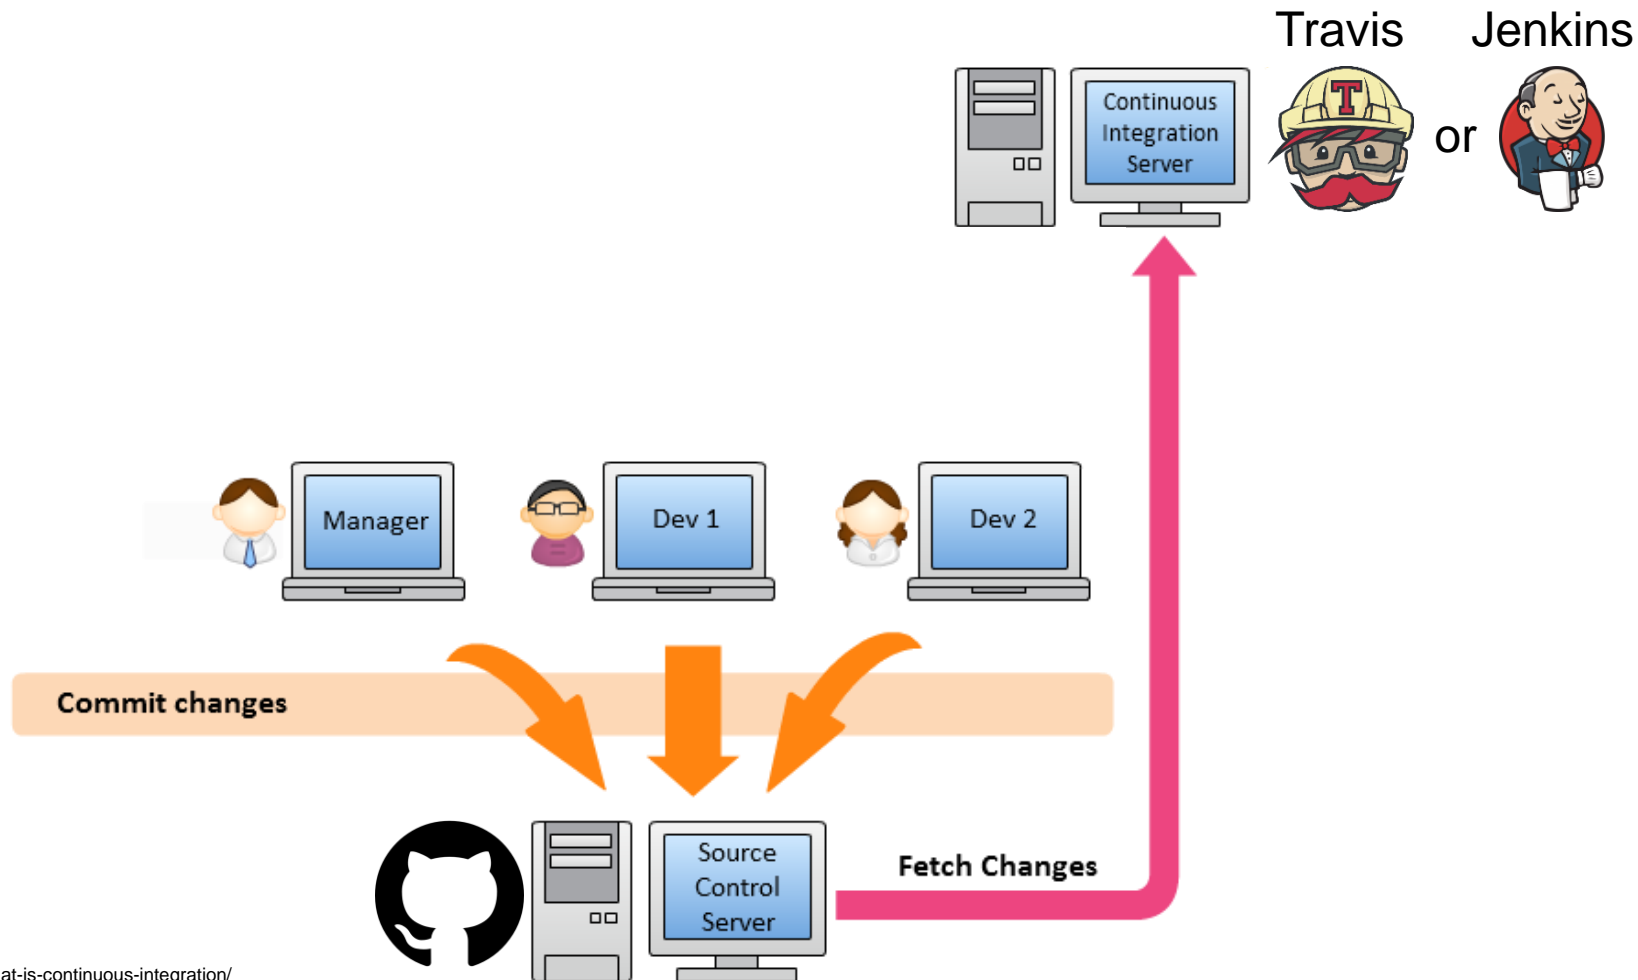 Travis Jenkins
Continuous
Integration
Server
or
Manager
Dev 1
Dev 2
Commit changes
Source
Control
Server
Fetch Changes
at-is-continuous-integration/